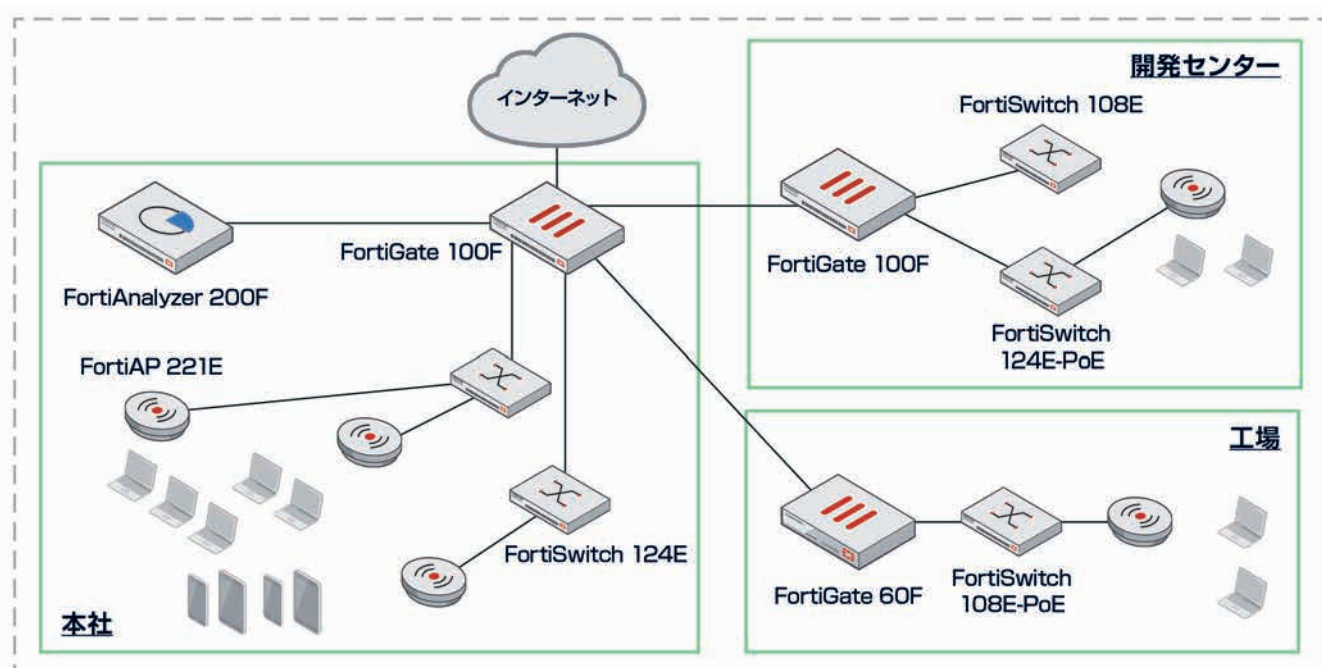 インターネット
FortiAnalyzer 200F
FortiGate 100F
FortiAP 221E
FortiSwitch 124E
本社
開発センター
FortiSwitch 108E
FortiGate 100F
FortiSwitch
124E-PoE
工場
FortiGate 60F
FortiSwitch
108E-PoE